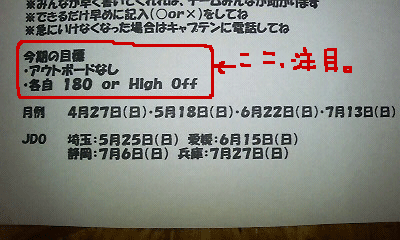 ※みんなが早く書いてくれれば、チームみんなが助かります
※できるだけ早めに記入(○or×)をしてね
※急にいけなくなった場合はキャプテンに電話してね
今期の目標
・アウトボードなし
・各自 180 or High Off
←ここ、注目。
月例 4月27日(日)・5月18日(日)・6月22日(日)・7月13日(日)
JDO 埼玉:5月25日(日) 愛媛:6月15日(日)
静岡:7月6日(日) 兵庫:7月27日(日)